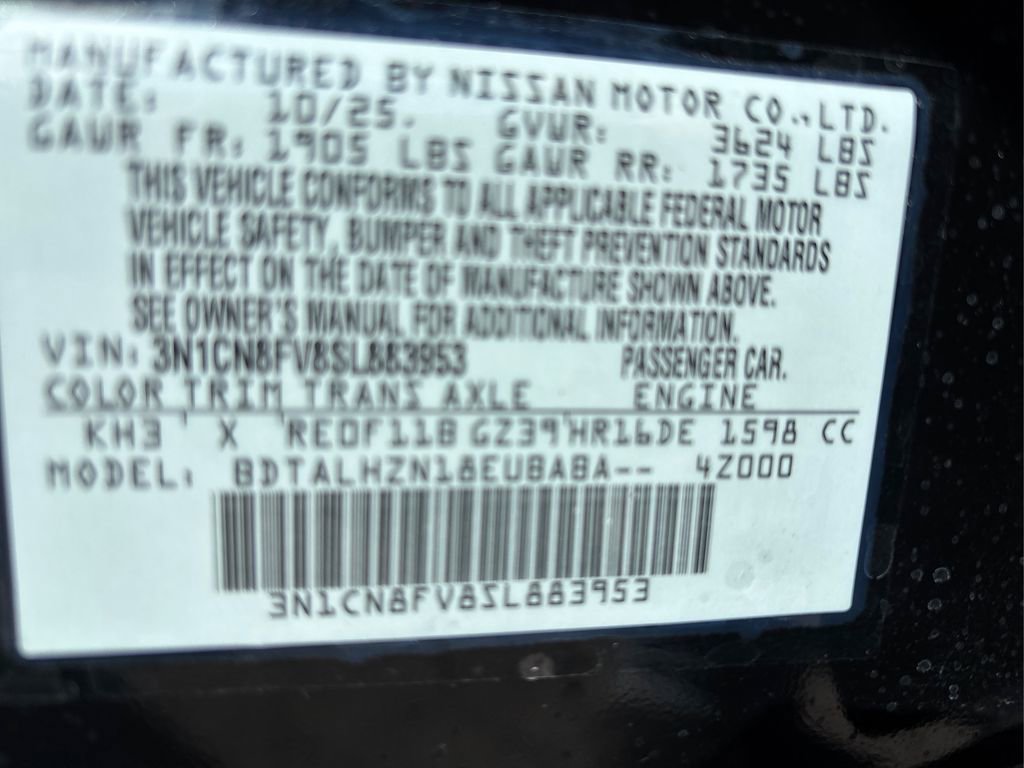 MANUFACTURED BY NISSAN MOTOR CO.,LTD.
DATE: 10/25. GVWR: 3624 LBS
GAWR FR: 1905 LBS GAWR RR: 1735 LBS
THIS VEHICLE CONFORMS TO ALL APPLICABLE FEDERAL MOTOR
VEHICLE SAFETY, BUMPER AND THEFT PREVENTION STANDARDS
IN EFFECT ON THE DATE OF MANUFACTURE SHOWN ABOVE.
SEE OWNER'S MANUAL FOR ADDITIONAL INFORMATION.
VIN: 3N1CN8FV8SL883953 PASSENGER CAR.
COLOR TRIM TRANS AXLE ENGINE
KH3 X RE0F11B GZ39 HR16DE 1598 CC
MODEL: BDTALHZN18EUBABA-- 4Z000
3N1CN8FV8SL883953